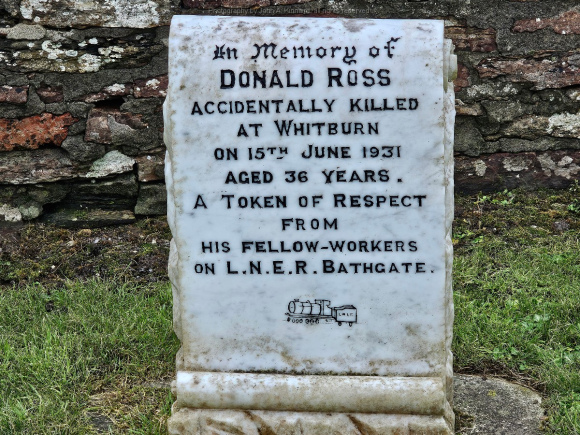 In Memory of
DONALD ROSS
ACCIDENTALLY KILLED
AT WHITBURN
ON 15TH JUNE 1931
AGED 36 YEARS.
A TOKEN OF RESPECT
FROM
HIS FELLOW-WORKERS
ON L.N.E.R. BATHGATE.